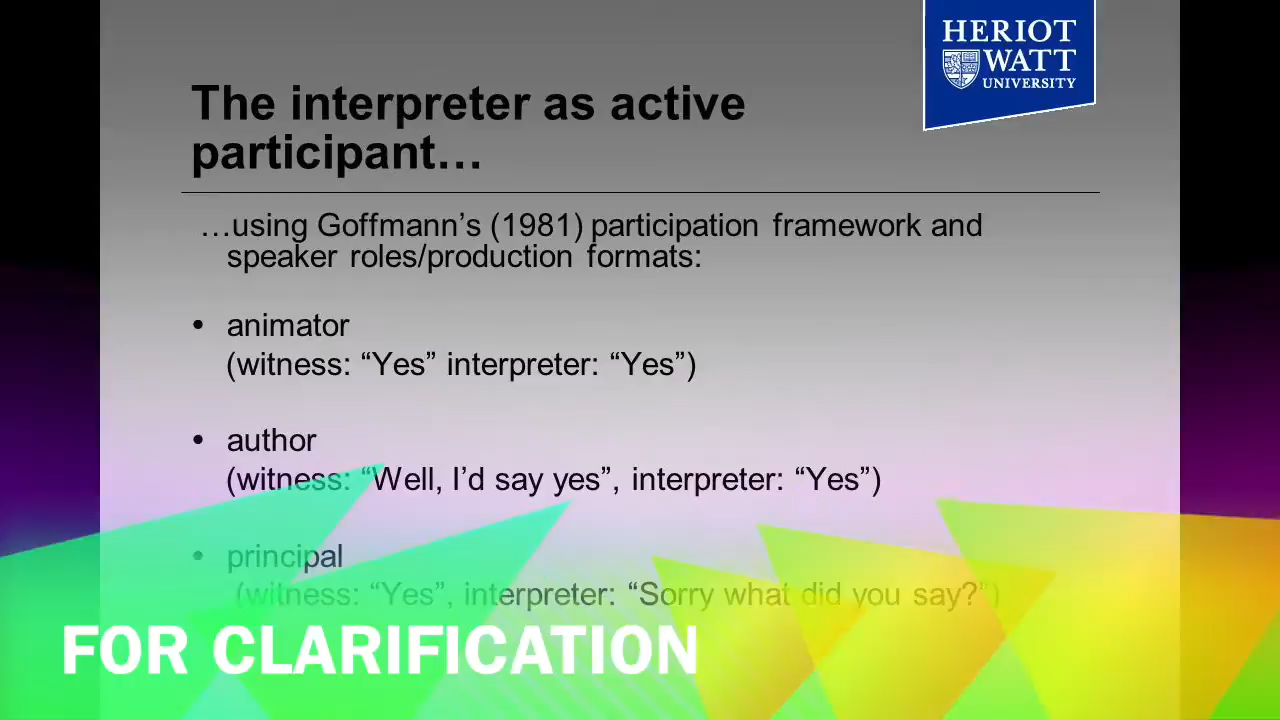 HERIOT
WATT
UNIVERSITY
The interpreter as active
participant…
…using Goffmann’s (1981) participation framework and
speaker roles/production formats:
• animator
(witness: “Yes” interpreter: “Yes”)
• author
(witness: “Well, I’d say yes”, interpreter: “Yes”)
• principal
(witness: “Yes”, interpreter: “Sorry what did you say?”)
FOR CLARIFICATION